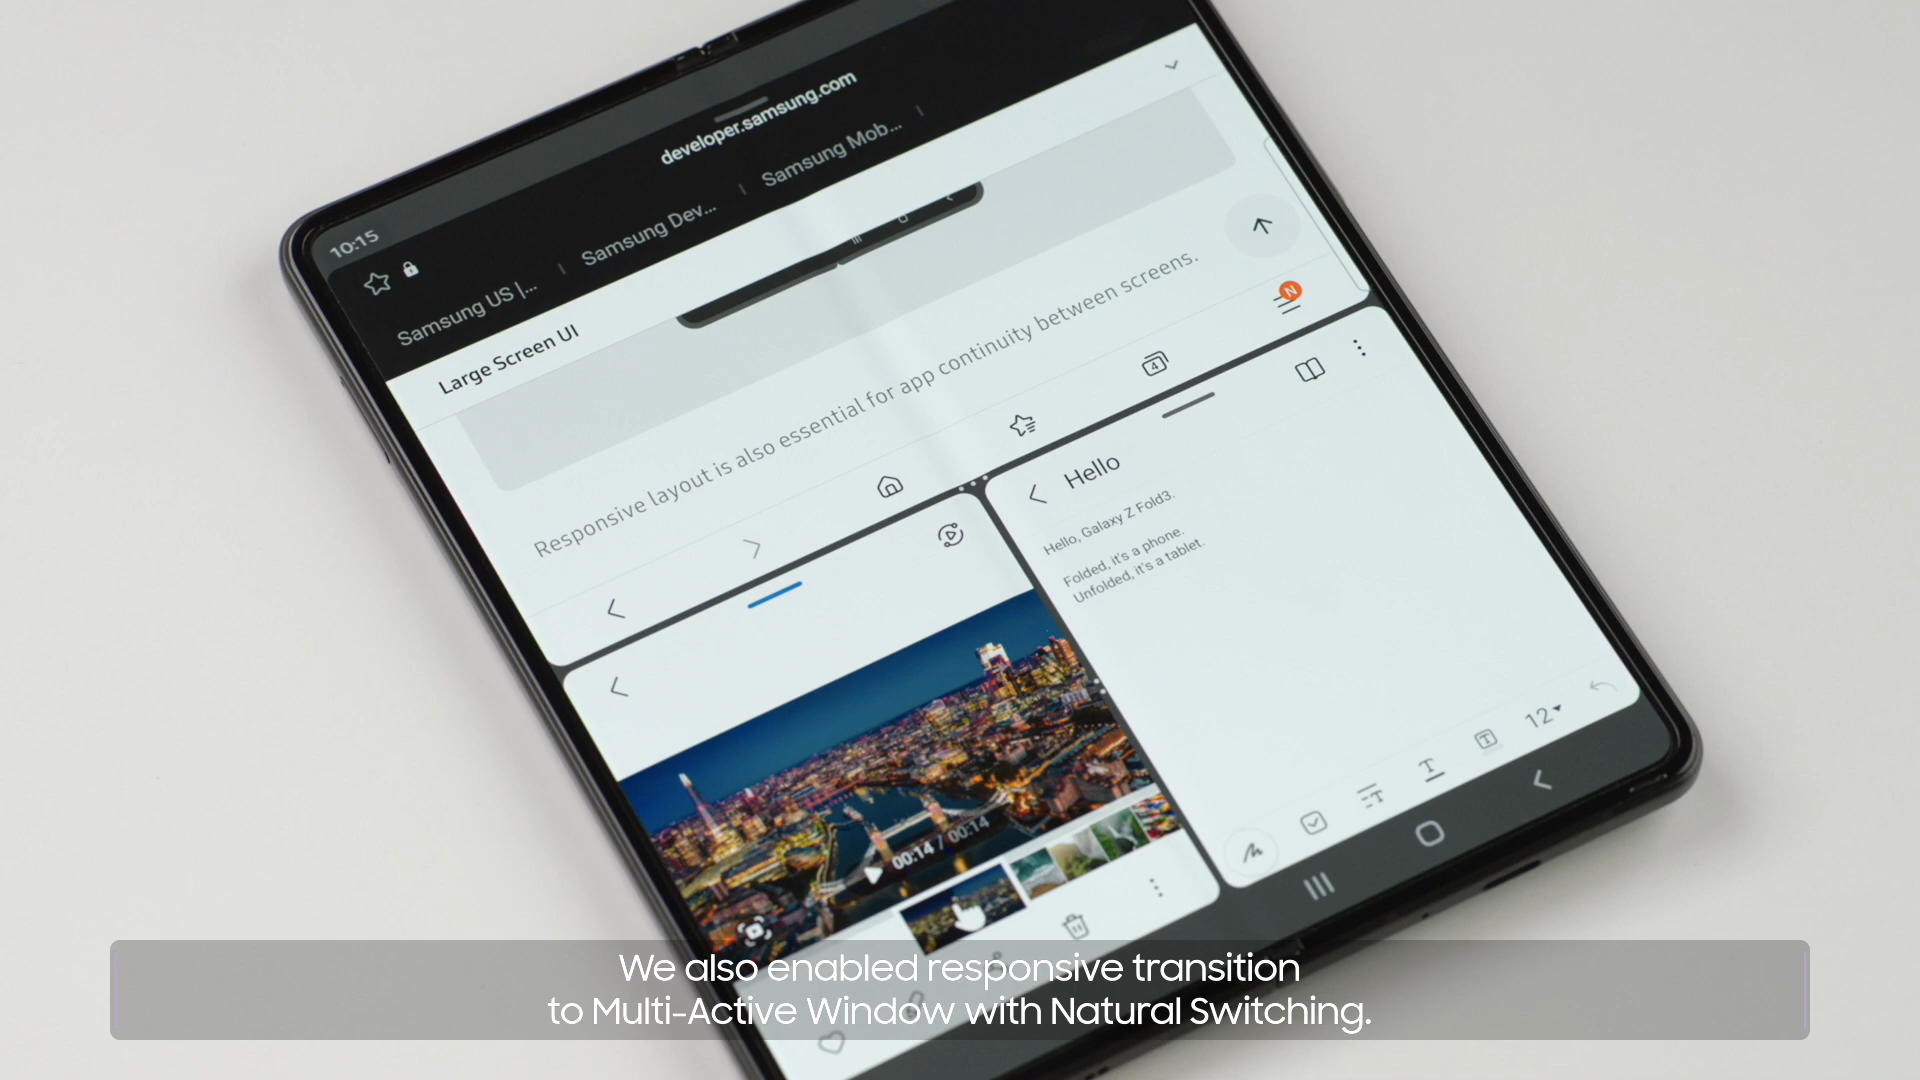 10:15
developer.samsung.com
Samsung US |...
Samsung Dev...
Samsung Mob...
Large Screen UI
Responsive layout is also essential for app continuity between screens.
N
4
Hello
Hello, Galaxy Z Fold3.
Folded, it's a phone.
Unfolded, it's a tablet.
00:14 / 00:14
T
T
T
12
We also enabled responsive transition
to Multi-Active Window with Natural Switching.